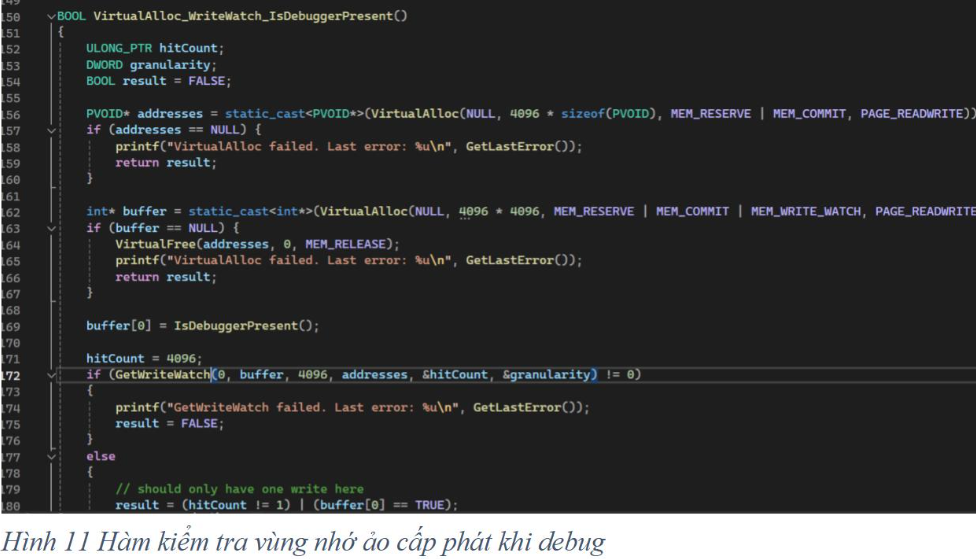 149
150 BOOL VirtualAlloc_WriteWatch_IsDebuggerPresent()
151 {
152 ULONG_PTR hitCount;
153 DWORD granularity;
154 BOOL result = FALSE;
155
156 PVOID* addresses = static_cast<PVOID*>(VirtualAlloc(NULL, 4096 * sizeof(PVOID), MEM_RESERVE | MEM_COMMIT, PAGE_READWRITE))
157 if (addresses == NULL) {
158 printf("VirtualAlloc failed. Last error: %u\n", GetLastError());
159 return result;
160 }
161
162 int* buffer = static_cast<int*>(VirtualAlloc(NULL, 4096 * 4096, MEM_RESERVE | MEM_COMMIT | MEM_WRITE_WATCH, PAGE_READWRITE
163 if (buffer == NULL) {
164 VirtualFree(addresses, 0, MEM_RELEASE);
165 printf("VirtualAlloc failed. Last error: %u\n", GetLastError());
166 return result;
167 }
168
169 buffer[0] = IsDebuggerPresent();
170
171 hitCount = 4096;
172 if (GetWriteWatch(0, buffer, 4096, addresses, &hitCount, &granularity) != 0)
173 {
174 printf("GetWriteWatch failed. Last error: %u\n", GetLastError());
175 result = FALSE;
176 }
177 else
178 {
179 // should only have one write here
180 result = (hitCount != 1) | (buffer[0] == TRUE);
Hình 11 Hàm kiểm tra vùng nhớ ảo cấp phát khi debug